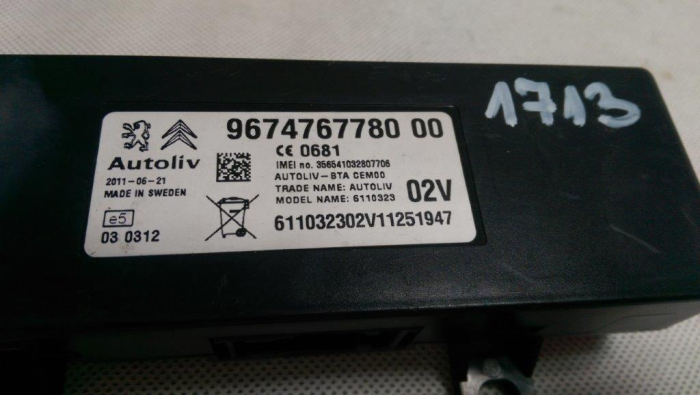 1713
9674767780 00
CE 0681
IMEI no. 356541032807706
AUTOLIV-BTA CEM00
TRADE NAME: AUTOLIV
MODEL NAME: 6110323
02V
Autoliv
2011-06-21
MADE IN SWEDEN
e5
03 0312
611032302V11251947